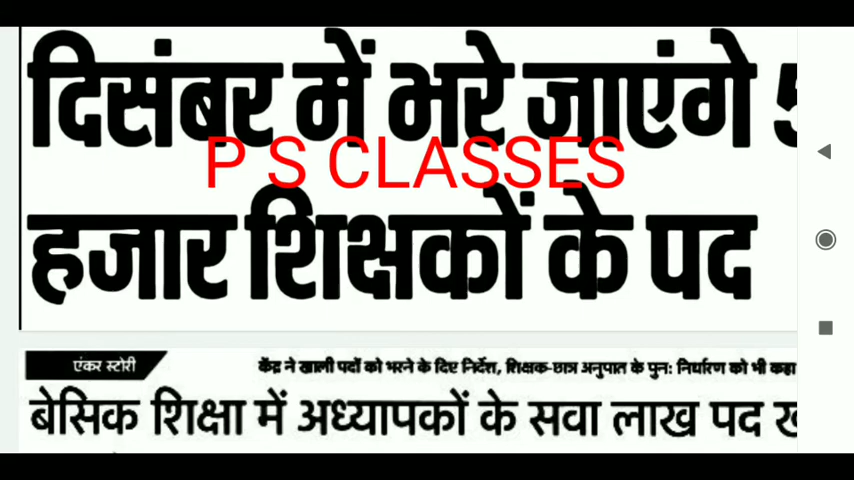 दिसंबर में भरे जाएंगे
P S CLASSES
हजार शिक्षकों के पद
एंकर स्टोरी
केंद्र ने खाली पदों को भरने के दिए निर्देश, शिक्षक-छात्र अनुपात के पुन: निर्धारण को भी कहा
बेसिक शिक्षा में अध्यापकों के सवा लाख पद